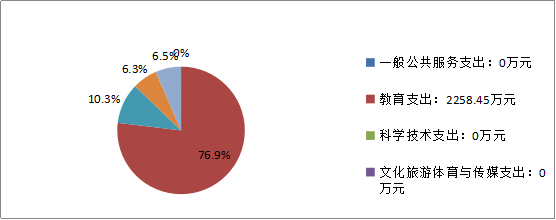 0%
6.5%
6.3%
10.3%
76.9%
一般公共服务支出：0万元
教育支出：2258.45万元
科学技术支出：0万元
文化旅游体育与传媒支出：0
万元